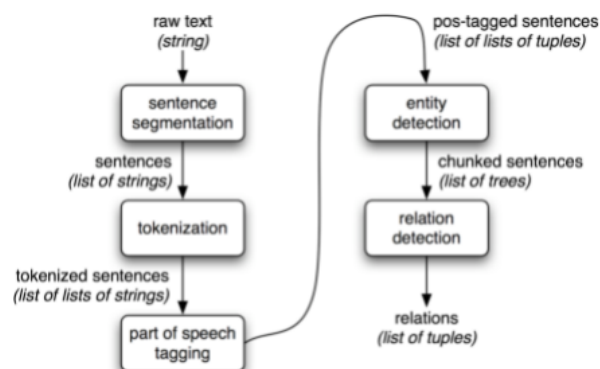 raw text
(string)
sentence
segmentation
sentences
(list of strings)
tokenization
tokenized sentences
(list of lists of strings)
part of speech
tagging
pos-tagged sentences
(list of lists of tuples)
entity
detection
chunked sentences
(list of trees)
relation
detection
relations
(list of tuples)